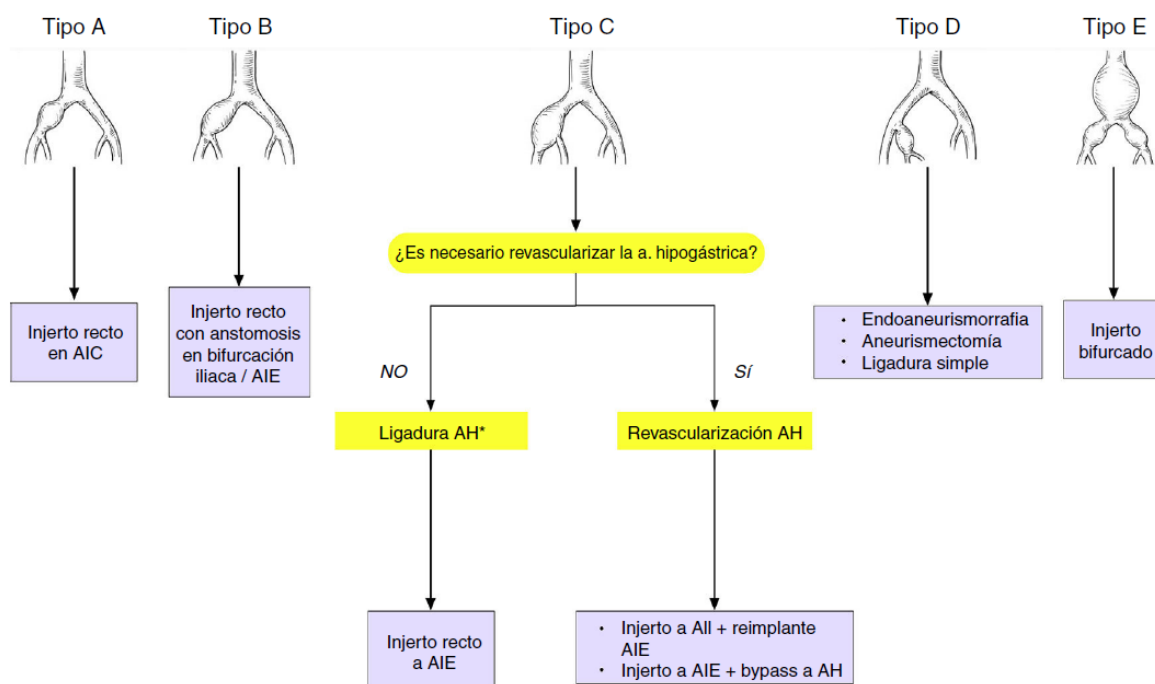 Tipo A
Tipo B
Tipo C
Tipo D
Tipo E
¿Es necesario revascularizar la a. hipogástrica?
Injerto recto
en AIC
Injerto recto
con anstomosis
en bifurcación
iliaca / AIE
• Endoaneurismorrafia
• Aneurismectomía
• Ligadura simple
Injerto
bifurcado
NO
Sí
Ligadura AH*
Revascularización AH
Injerto recto
a AIE
• Injerto a AII + reimplante
AIE
• Injerto a AIE + bypass a AH